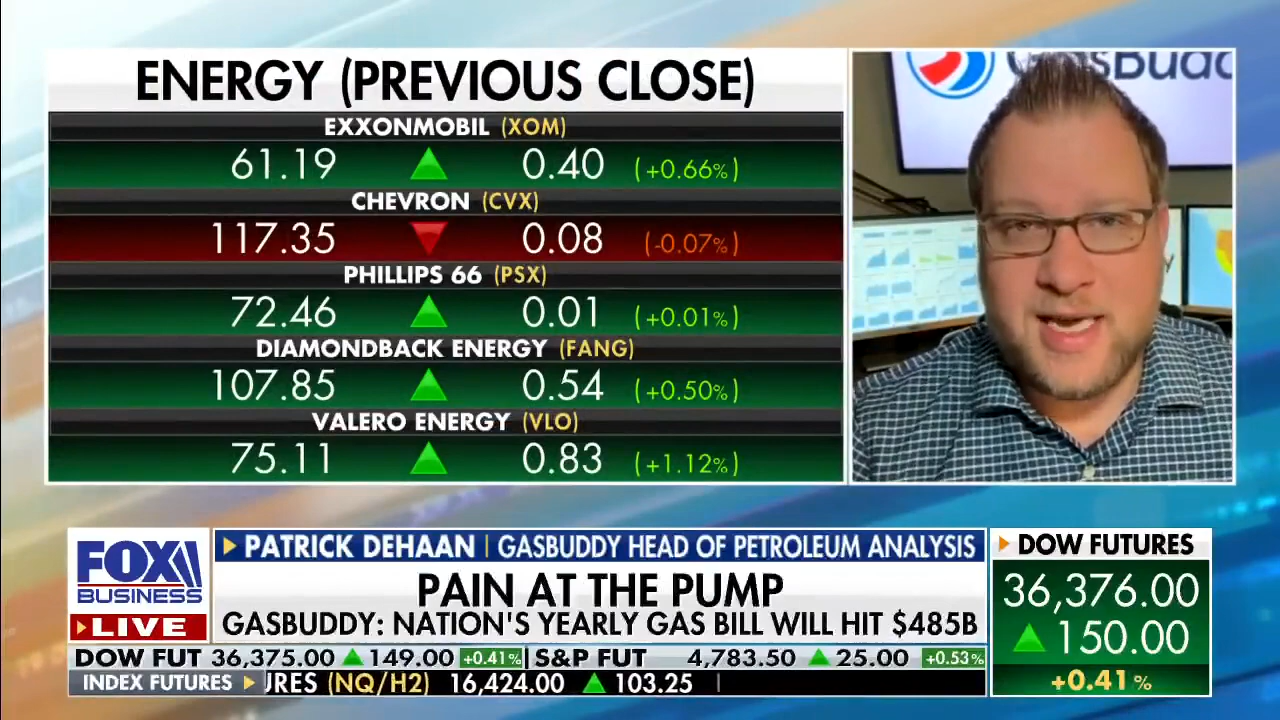 ENERGY (PREVIOUS CLOSE)
EXXONMOBIL (XOM)
61.19 ▲ 0.40 (+0.66%)
CHEVRON (CVX)
117.35 ▼ 0.08 (-0.07%)
PHILLIPS 66 (PSX)
72.46 ▲ 0.01 (+0.01%)
DIAMONDBACK ENERGY (FANG)
107.85 ▲ 0.54 (+0.50%)
VALERO ENERGY (VLO)
75.11 ▲ 0.83 (+1.12%)
GasBudd
FOX BUSINESS
LIVE
PATRICK DEHAAN | GASBUDDY HEAD OF PETROLEUM ANALYSIS
PAIN AT THE PUMP
GASBUDDY: NATION'S YEARLY GAS BILL WILL HIT $485B
DOW FUT 36,375.00 ▲ 149.00 +0.41% S&P FUT 4,783.50 ▲ 25.00 +0.53%
INDEX FUTURES URES (NQ/H2) 16,424.00 ▲ 103.25
DOW FUTURES
36,376.00
▲ 150.00
+0.41%